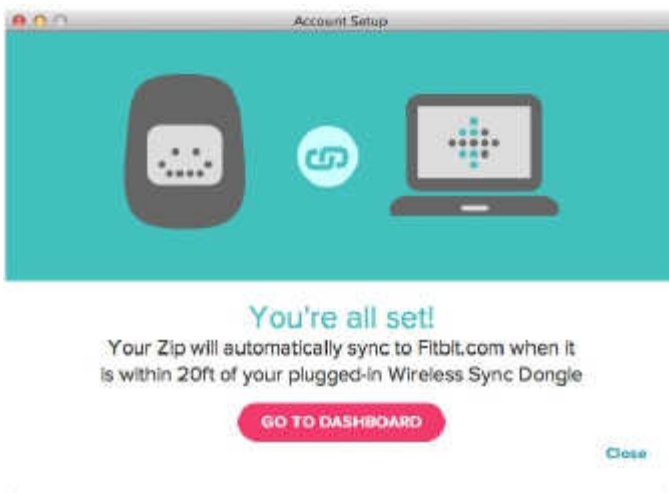 Account Setup
You're all set!
Your Zip will automatically sync to Fitbit.com when it
is within 20ft of your plugged-in Wireless Sync Dongle
GO TO DASHBOARD
Close